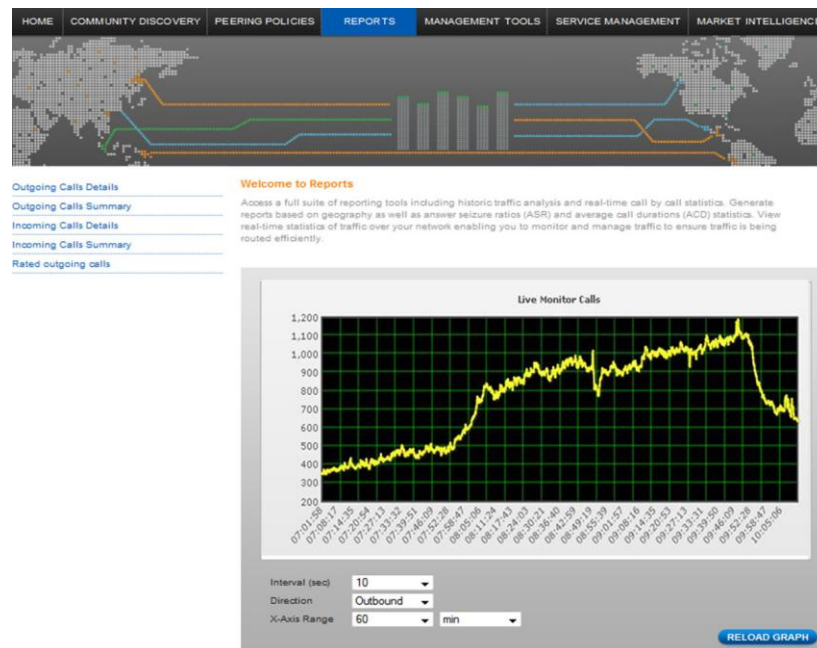 HOME COMMUNITY DISCOVERY PEERING POLICIES REPORTS MANAGEMENT TOOLS SERVICE MANAGEMENT MARKET INTELLIGENC
Outgoing Calls Details
Outgoing Calls Summary
Incoming Calls Details
Incoming Calls Summary
Rated outgoing calls
Welcome to Reports
Access a full suite of reporting tools including historic traffic analysis and real-time call by call statistics. Generate
reports based on geography as well as answer seizure ratios (ASR) and average call durations (ACD) statistics. View
real-time statistics of traffic over your network enabling you to monitor and manage traffic to ensure traffic is being
routed efficiently.
Live Monitor Calls
1,200
1,100
1,000
900
800
700
600
500
400
300
200
07:01:58 07:08:17 07:14:35 07:20:54 07:27:13 07:33:32 07:39:51 07:46:09 07:52:28 07:58:47 08:05:06 08:11:24 08:17:43 08:24:03 08:30:21 08:36:40 08:42:59 08:49:19 08:55:39 09:01:57 09:08:16 09:14:35 09:20:53 09:27:13 09:33:31 09:39:50 09:46:09 09:52:28 09:58:47 10:05:06
Interval (sec) 10
Direction Outbound
X-Axis Range 60 min
RELOAD GRAPH